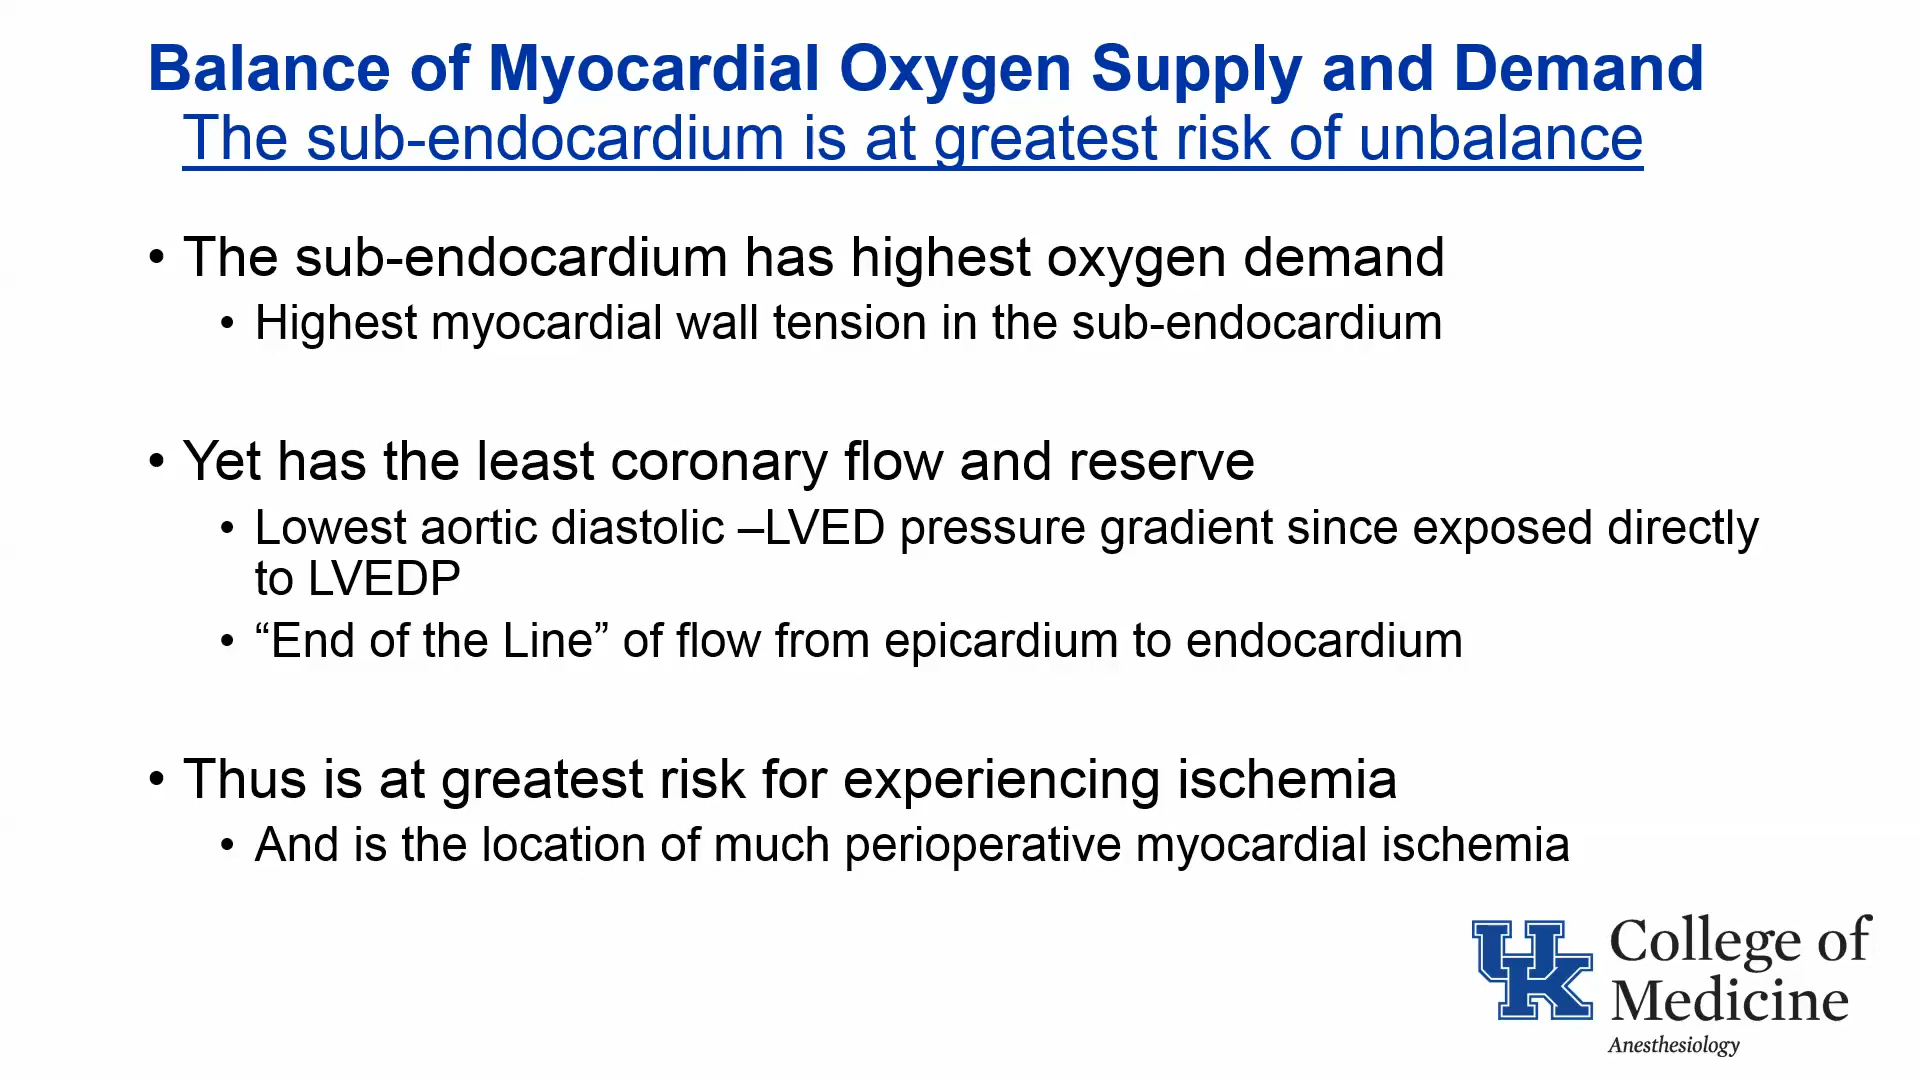 Balance of Myocardial Oxygen Supply and Demand
The sub-endocardium is at greatest risk of unbalance
• The sub-endocardium has highest oxygen demand
• Highest myocardial wall tension in the sub-endocardium
• Yet has the least coronary flow and reserve
• Lowest aortic diastolic –LVED pressure gradient since exposed directly
to LVEDP
• “End of the Line” of flow from epicardium to endocardium
• Thus is at greatest risk for experiencing ischemia
• And is the location of much perioperative myocardial ischemia
UK
College of
Medicine
Anesthesiology